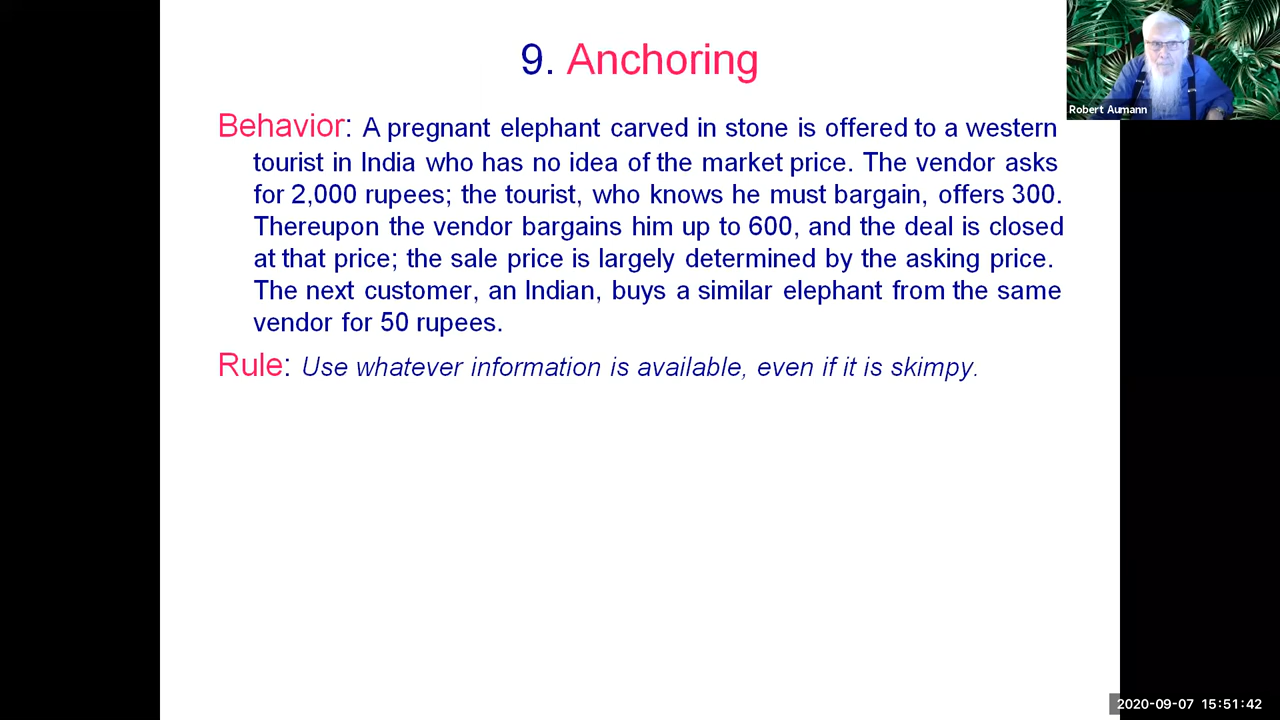 9. Anchoring
Robert Aumann
Behavior: A pregnant elephant carved in stone is offered to a western
tourist in India who has no idea of the market price. The vendor asks
for 2,000 rupees; the tourist, who knows he must bargain, offers 300.
Thereupon the vendor bargains him up to 600, and the deal is closed
at that price; the sale price is largely determined by the asking price.
The next customer, an Indian, buys a similar elephant from the same
vendor for 50 rupees.
Rule: Use whatever information is available, even if it is skimpy.
2020-09-07 15:51:42